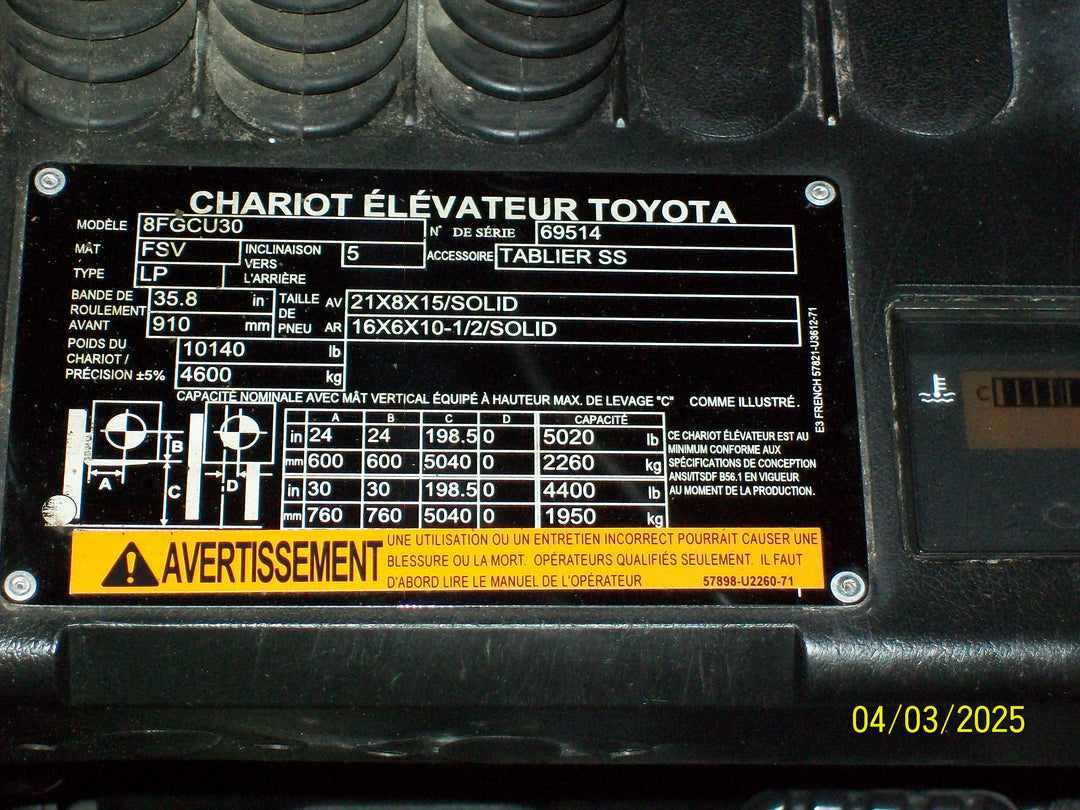 CHARIOT ÉLÉVATEUR TOYOTA
MODÈLE 8FGCU30 N° DE SÉRIE 69514
MÂT FSV INCLINAISON VERS L'ARRIÈRE 5 ACCESSOIRE TABLIER SS
TYPE LP
BANDE DE ROULEMENT AVANT 35.8 in
910 mm
TAILLE DE PNEU AV 21X8X15/SOLID
AR 16X6X10-1/2/SOLID
POIDS DU CHARIOT / PRÉCISION ±5% 10140 lb
4600 kg
CAPACITÉ NOMINALE AVEC MÂT VERTICAL ÉQUIPÉ À HAUTEUR MAX. DE LEVAGE "C" COMME ILLUSTRÉ.
A B C D CAPACITÉ
in 24 24 198.5 0 5020 lb
mm 600 600 5040 0 2260 kg
in 30 30 198.5 0 4400 lb
mm 760 760 5040 0 1950 kg
A B C D
CE CHARIOT ÉLÉVATEUR EST AU
MINIMUM CONFORME AUX
SPÉCIFICATIONS DE CONCEPTION
ANSI/ITSDF B56.1 EN VIGUEUR
AU MOMENT DE LA PRODUCTION.
E3 FRENCH 57821-U3612-71
AVERTISSEMENT
UNE UTILISATION OU UN ENTRETIEN INCORRECT POURRAIT CAUSER UNE
BLESSURE OU LA MORT. OPÉRATEURS QUALIFIÉS SEULEMENT. IL FAUT
D'ABORD LIRE LE MANUEL DE L'OPÉRATEUR 57898-U2260-71
C
04/03/2025